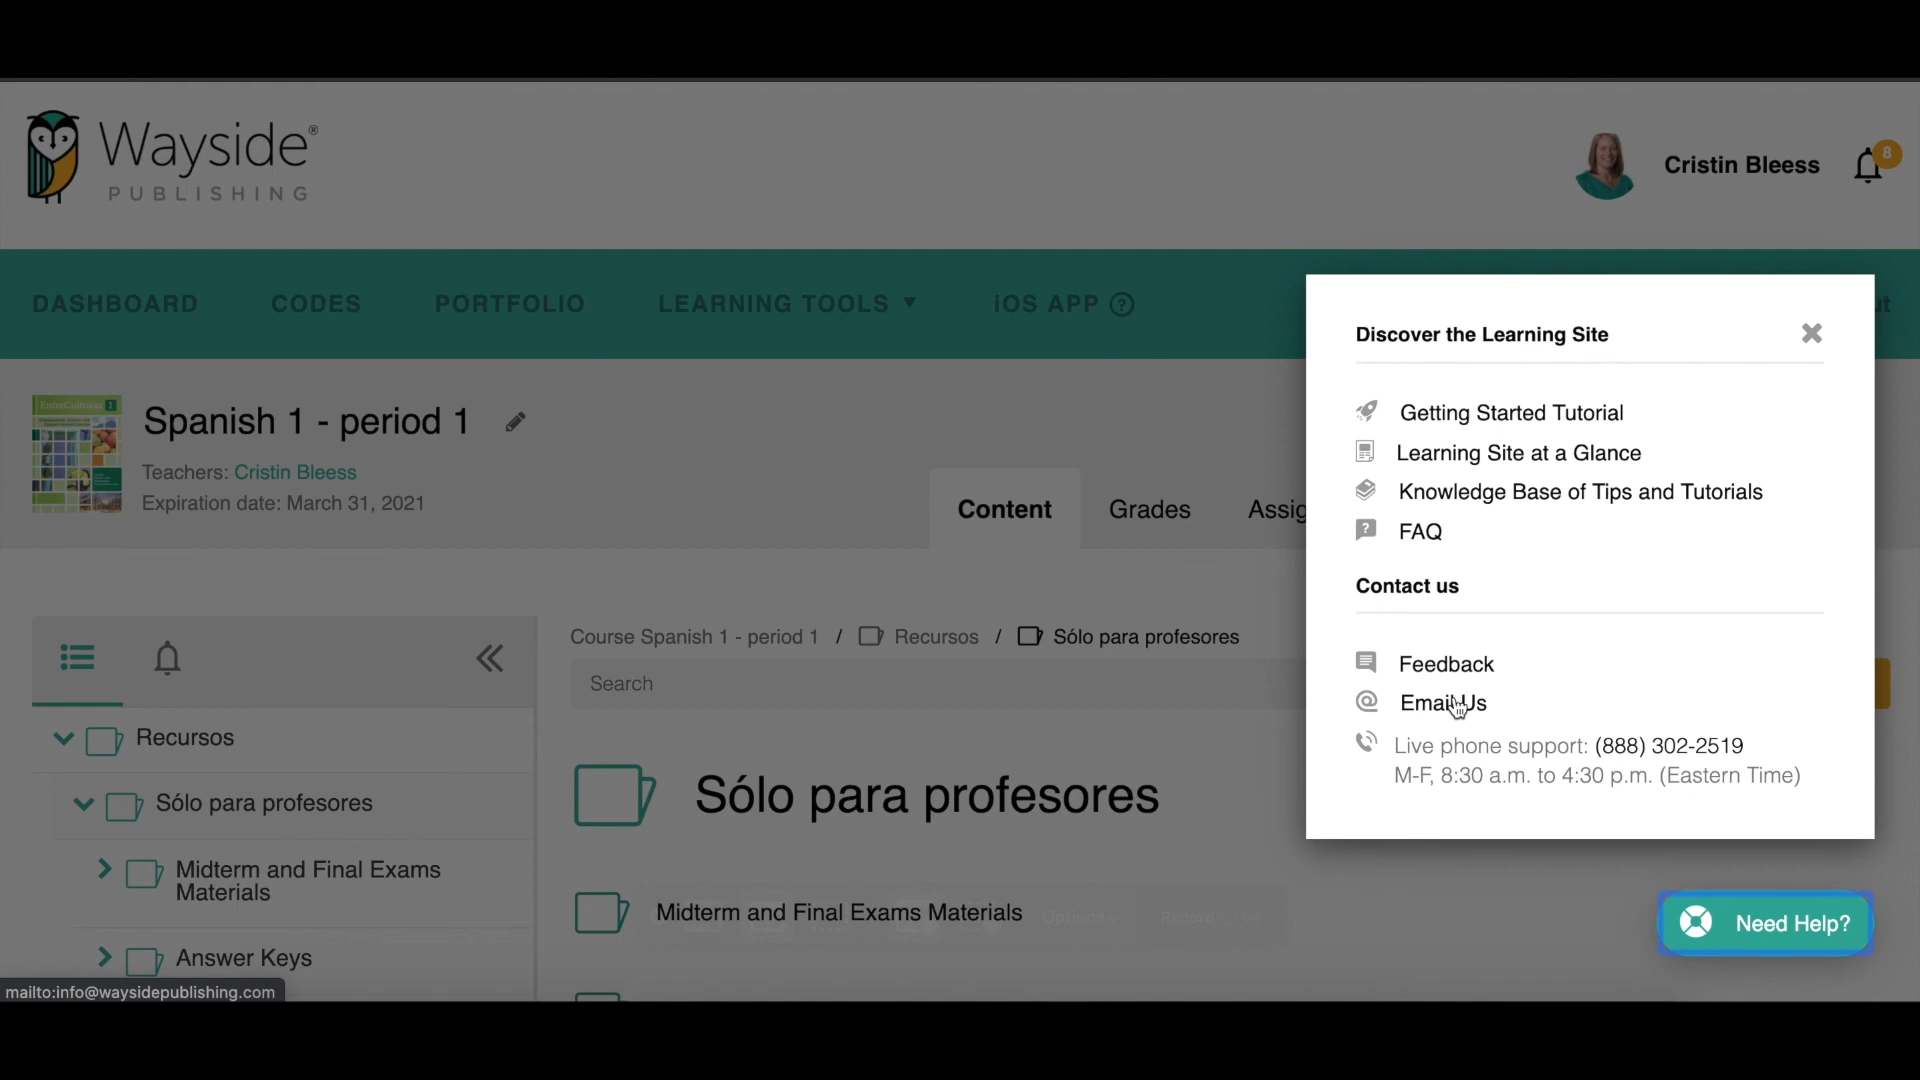 Wayside®
PUBLISHING
Cristin Bleess
8
DASHBOARD CODES PORTFOLIO LEARNING TOOLS ▼ iOS APP ?
ut
EntreCulturas 1
Spanish 1 - period 1
Teachers: Cristin Bleess
Expiration date: March 31, 2021
Content Grades Assig
Discover the Learning Site
Getting Started Tutorial
Learning Site at a Glance
Knowledge Base of Tips and Tutorials
FAQ
Contact us
Feedback
Email Us
Live phone support: (888) 302-2519
M-F, 8:30 a.m. to 4:30 p.m. (Eastern Time)
Course Spanish 1 - period 1 / Recursos / Sólo para profesores
Search
Recursos
Sólo para profesores
Midterm and Final Exams
Materials
Answer Keys
Sólo para profesores
Midterm and Final Exams Materials
Options
Need Help?
mailto:info@waysidepublishing.com